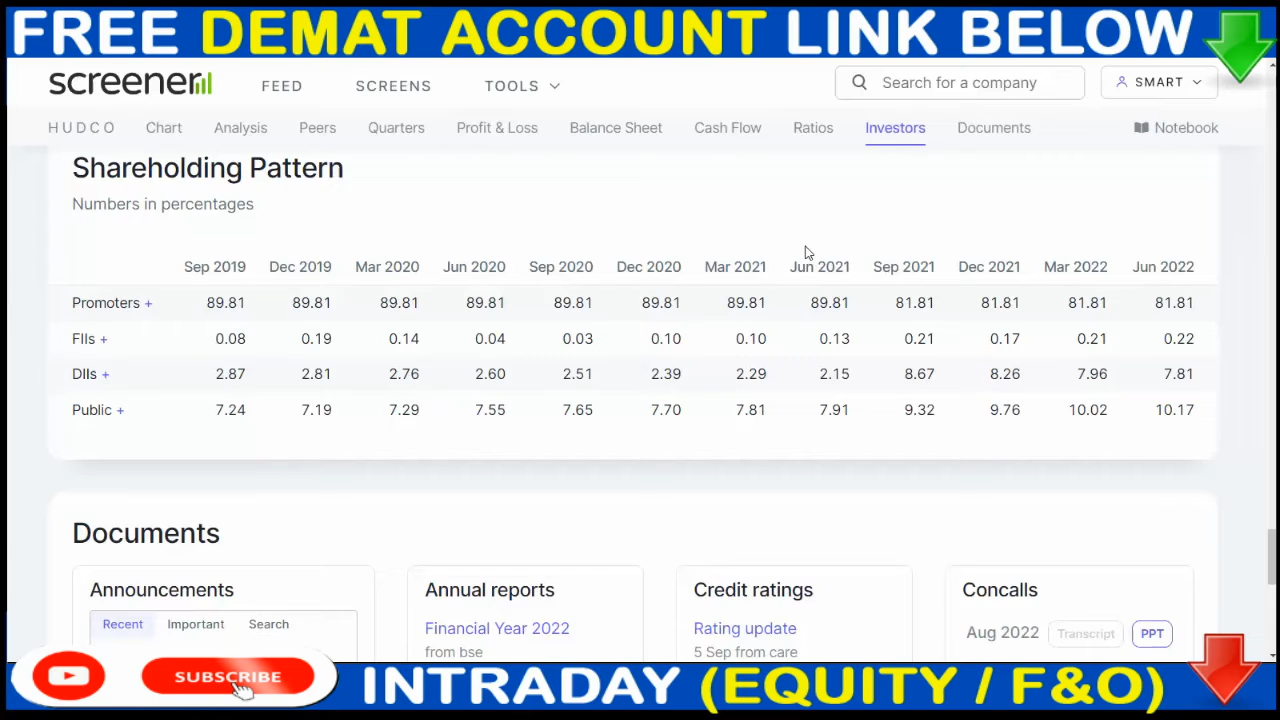 FREE DEMAT ACCOUNT LINK BELOW
screener FEED SCREENS TOOLS Search for a company SMART
HUDCO Chart Analysis Peers Quarters Profit & Loss Balance Sheet Cash Flow Ratios Investors Documents Notebook
Shareholding Pattern
Numbers in percentages
Sep 2019 Dec 2019 Mar 2020 Jun 2020 Sep 2020 Dec 2020 Mar 2021 Jun 2021 Sep 2021 Dec 2021 Mar 2022 Jun 2022
Promoters + 89.81 89.81 89.81 89.81 89.81 89.81 89.81 89.81 81.81 81.81 81.81 81.81
FIIs + 0.08 0.19 0.14 0.04 0.03 0.10 0.10 0.13 0.21 0.17 0.21 0.22
DIIs + 2.87 2.81 2.76 2.60 2.51 2.39 2.29 2.15 8.67 8.26 7.96 7.81
Public + 7.24 7.19 7.29 7.55 7.65 7.70 7.81 7.91 9.32 9.76 10.02 10.17
Documents
Announcements Annual reports Credit ratings Concalls
Recent Important Search Financial Year 2022 Rating update Aug 2022 Transcript PPT
from bse 5 Sep from care
SUBSCRIBE INTRADAY (EQUITY / F&O)